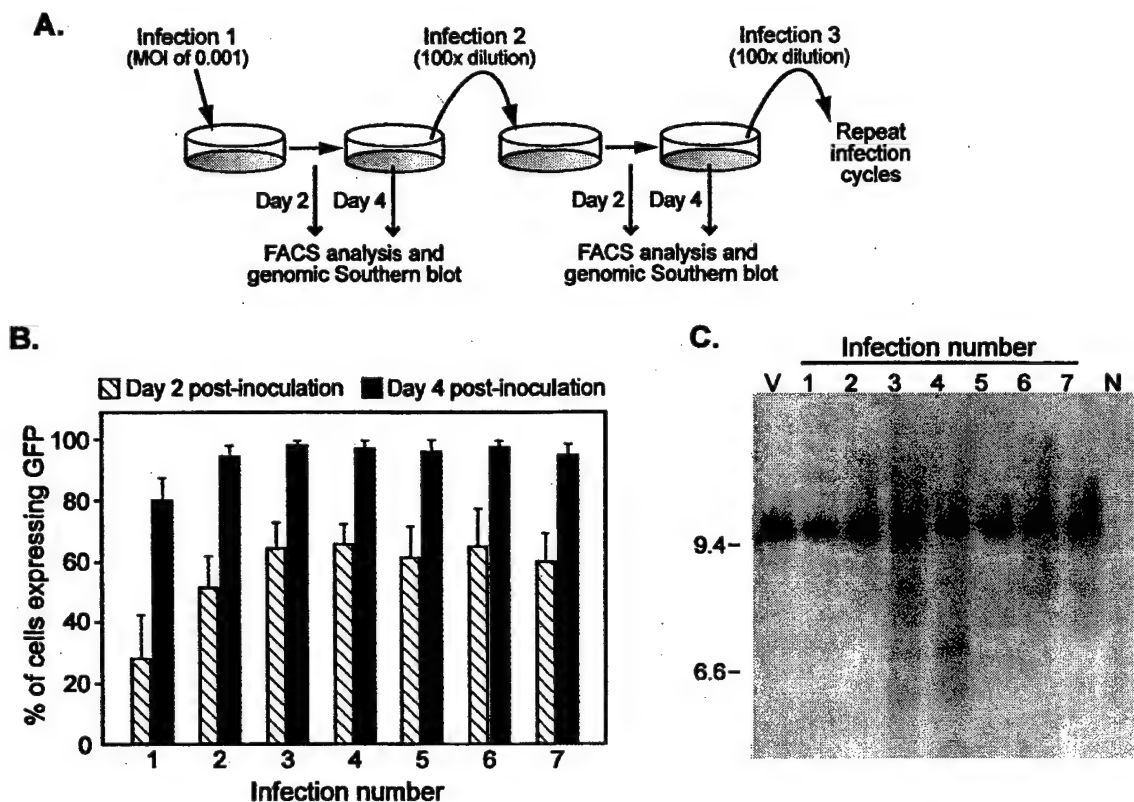 A.
Infection 1
(MOI of 0.001)
Infection 2
(100x dilution)
Infection 3
(100x dilution)
Repeat
infection
cycles
Day 2
Day 4
FACS analysis and
genomic Southern blot
Day 2
Day 4
FACS analysis and
genomic Southern blot
B.
Day 2 post-inoculation
Day 4 post-inoculation
% of cells expressing GFP
100
80
60
40
20
0
1 2 3 4 5 6 7
Infection number
C.
Infection number
V 1 2 3 4 5 6 7 N
9.4–
6.6–